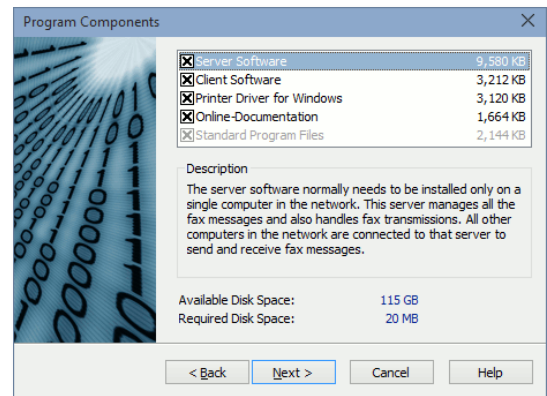 Program Components
Server Software 9,580 KB
Client Software 3,212 KB
Printer Driver for Windows 3,120 KB
Online-Documentation 1,664 KB
Standard Program Files 2,144 KB
Description
The server software normally needs to be installed only on a
single computer in the network. This server manages all the
fax messages and also handles fax transmissions. All other
computers in the network are connected to that server to
send and receive fax messages.
Available Disk Space: 115 GB
Required Disk Space: 20 MB
< Back Next > Cancel Help